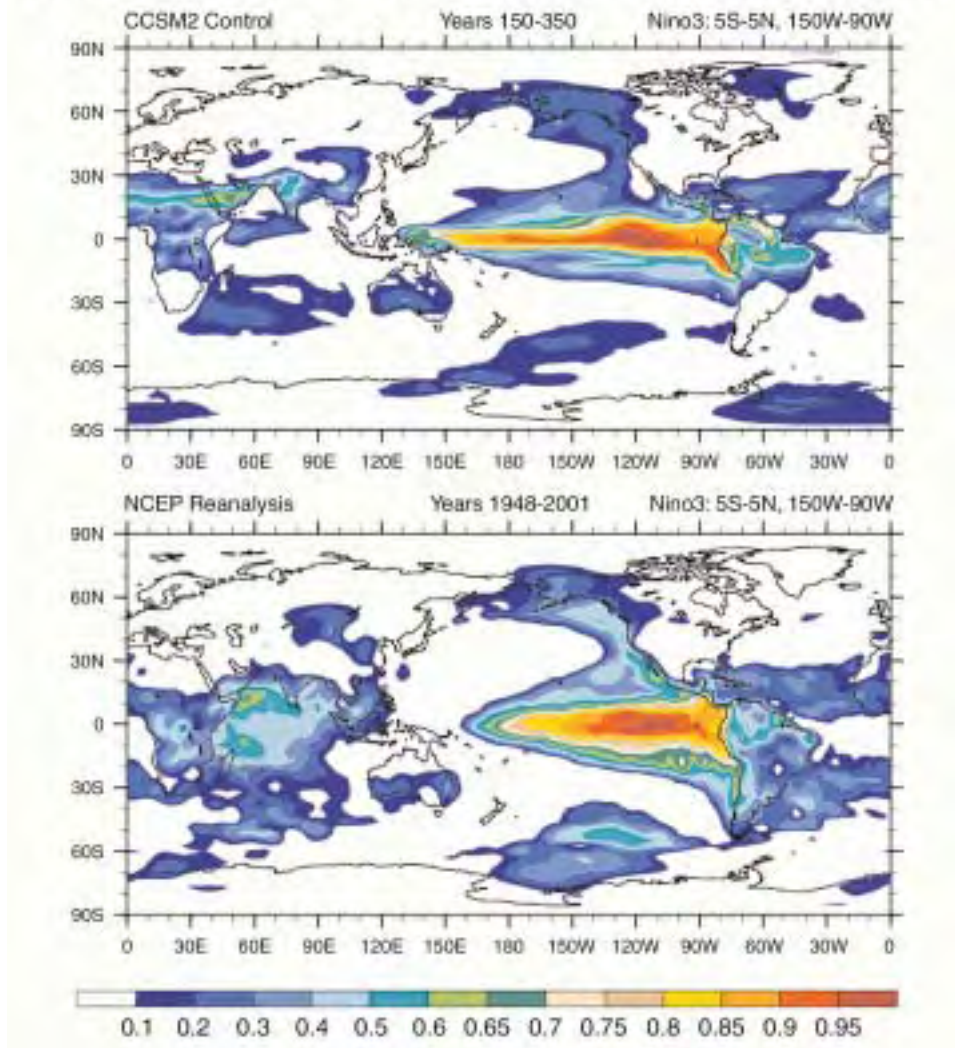 CCSM2 Control Years 150-350 Nino3: 5S-5N, 150W-90W
90N
60N
30N
0
30S
60S
90S
0 30E 60E 90E 120E 150E 180 150W 120W 90W 60W 30W 0
NCEP Reanalysis Years 1948-2001 Nino3: 5S-5N, 150W-90W
90N
60N
30N
0
30S
60S
90S
0 30E 60E 90E 120E 150E 180 150W 120W 90W 60W 30W 0
0.1 0.2 0.3 0.4 0.5 0.6 0.65 0.7 0.75 0.8 0.85 0.9 0.95